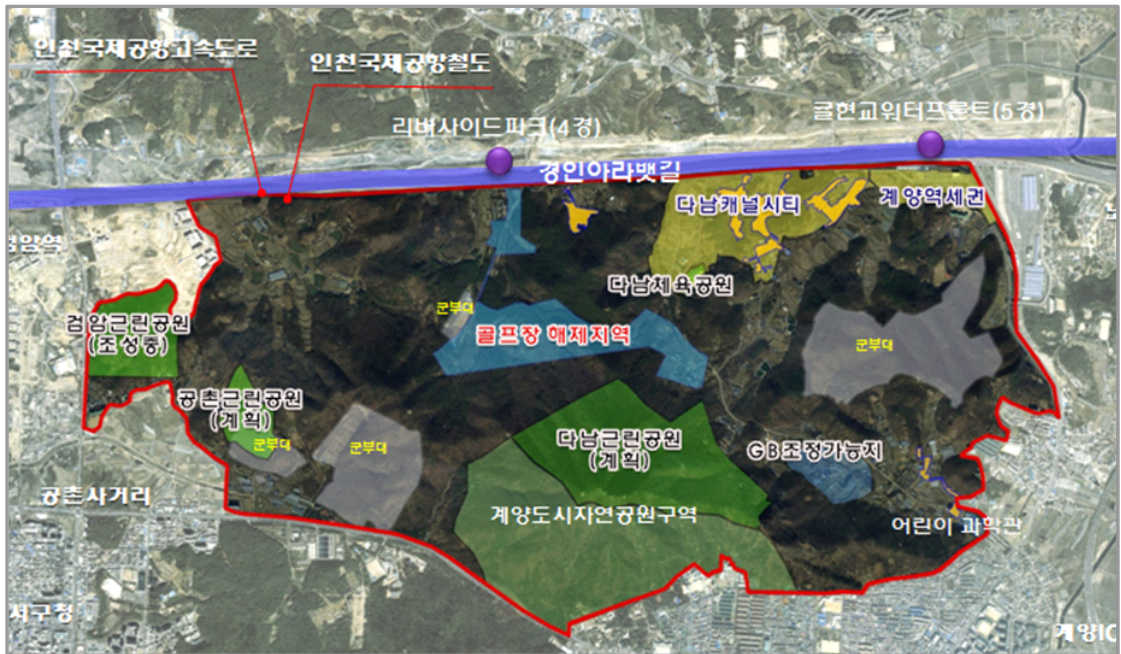 인천국제공항고속도로
인천국제공항철도
리버사이드파크(4경)
귤현교워터프론트(5경)
경인아라뱃길
다남캐널시티
계양역세권
검암역
다남체육공원
군부대
골프장 해제지역
군부대
검암근린공원
(조성중)
공촌근린공원
(계획)
군부대
군부대
다남근린공원
(계획)
GB조정가능지
공촌사거리
계양도시자연공원구역
어린이 과학관
서구청
계양IC